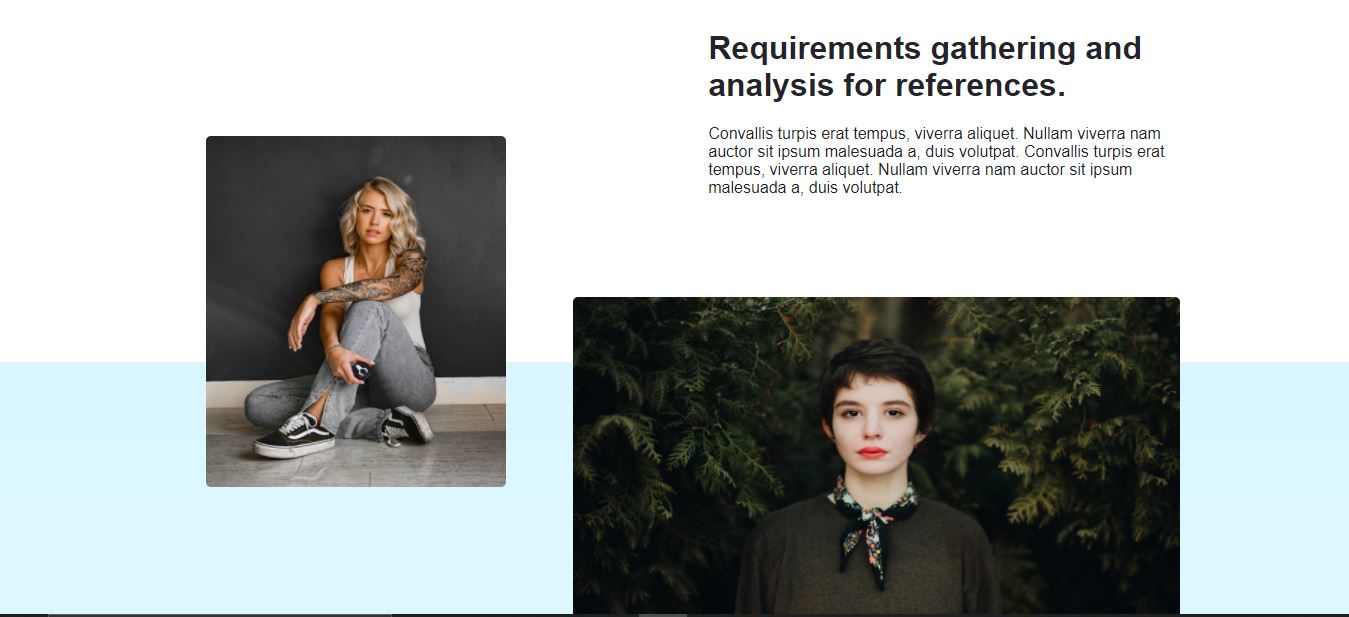 Requirements gathering and
analysis for references.
Convallis turpis erat tempus, viverra aliquet. Nullam viverra nam
auctor sit ipsum malesuada a, duis volutpat. Convallis turpis erat
tempus, viverra aliquet. Nullam viverra nam auctor sit ipsum
malesuada a, duis volutpat.